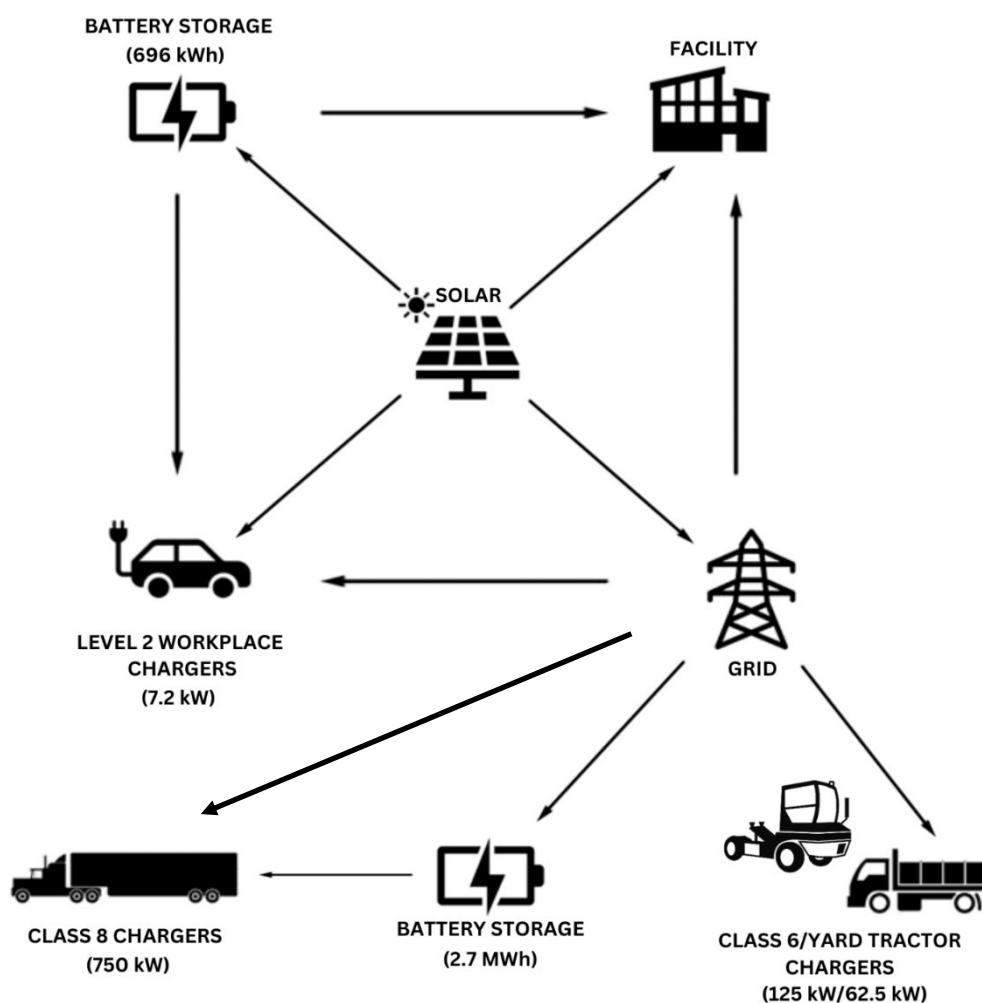 BATTERY STORAGE
(696 kWh)
FACILITY
SOLAR
LEVEL 2 WORKPLACE
CHARGERS
(7.2 kW)
GRID
CLASS 8 CHARGERS
(750 kW)
BATTERY STORAGE
(2.7 MWh)
CLASS 6/YARD TRACTOR
CHARGERS
(125 kW/62.5 kW)